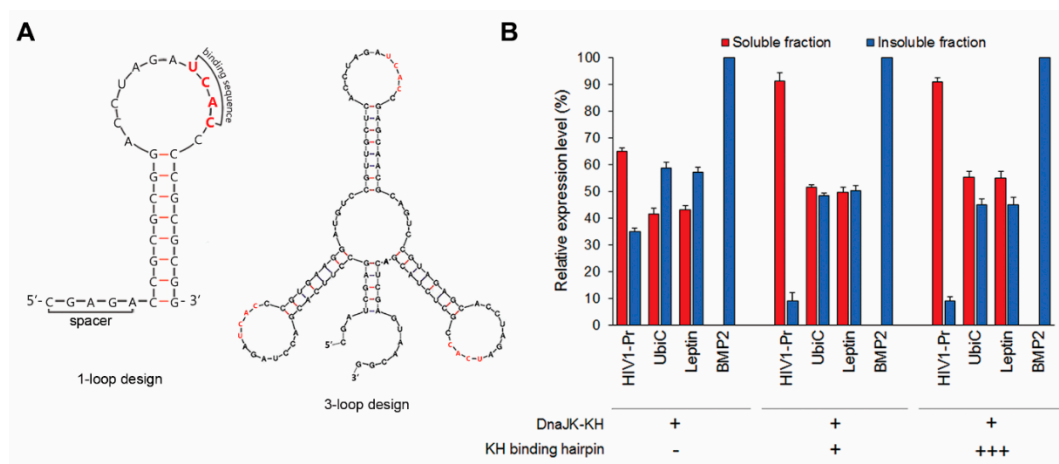 A
B
binding sequence
U C A C
5'- C-G-A-G-A-C
G- 3'
spacer
1-loop design
5'
3'
3-loop design
Soluble fraction
Insoluble fraction
Relative expression level (%)
100
90
80
70
60
50
40
30
20
10
0
HIV1-Pr UbiC Leptin BMP2 HIV1-Pr UbiC Leptin BMP2 HIV1-Pr UbiC Leptin BMP2
DnaJK-KH + + +
KH binding hairpin - + +++